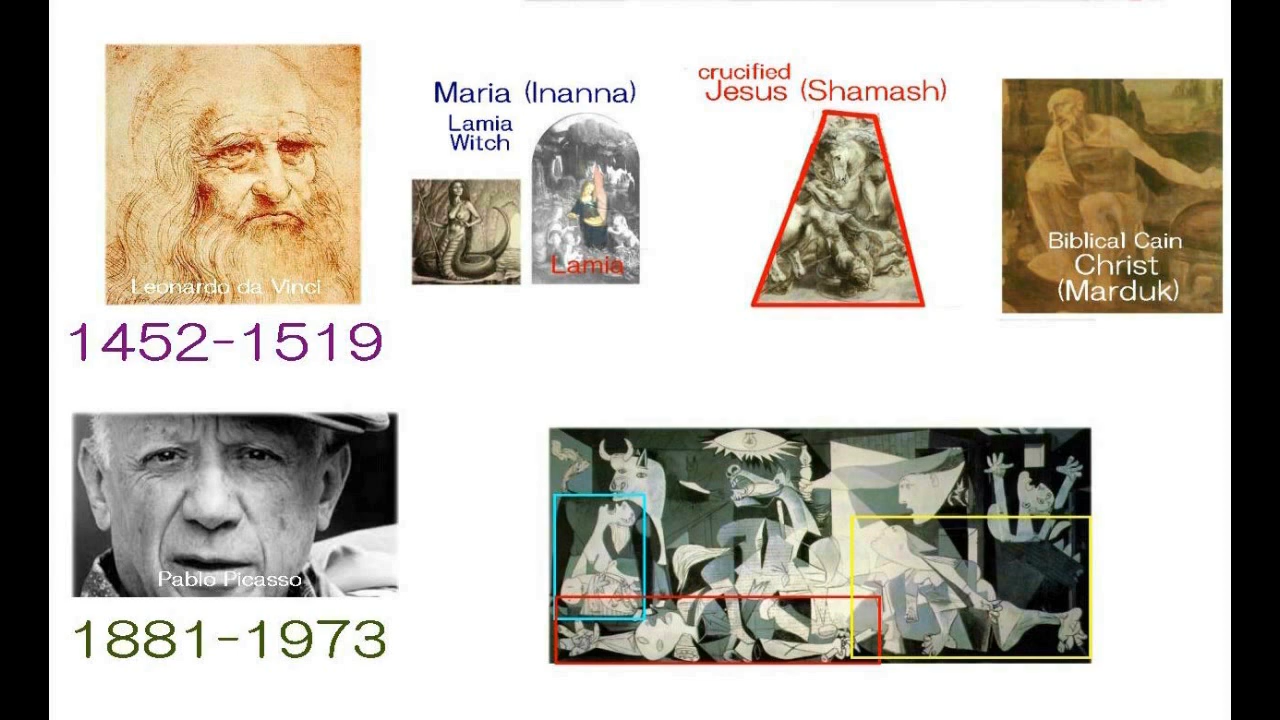 Leonardo da Vinci
1452-1519
Maria (Inanna)
Lamia
Witch
Lamia
crucified
Jesus (Shamash)
Biblical Cain
Christ
(Marduk)
Pablo Picasso
1881-1973